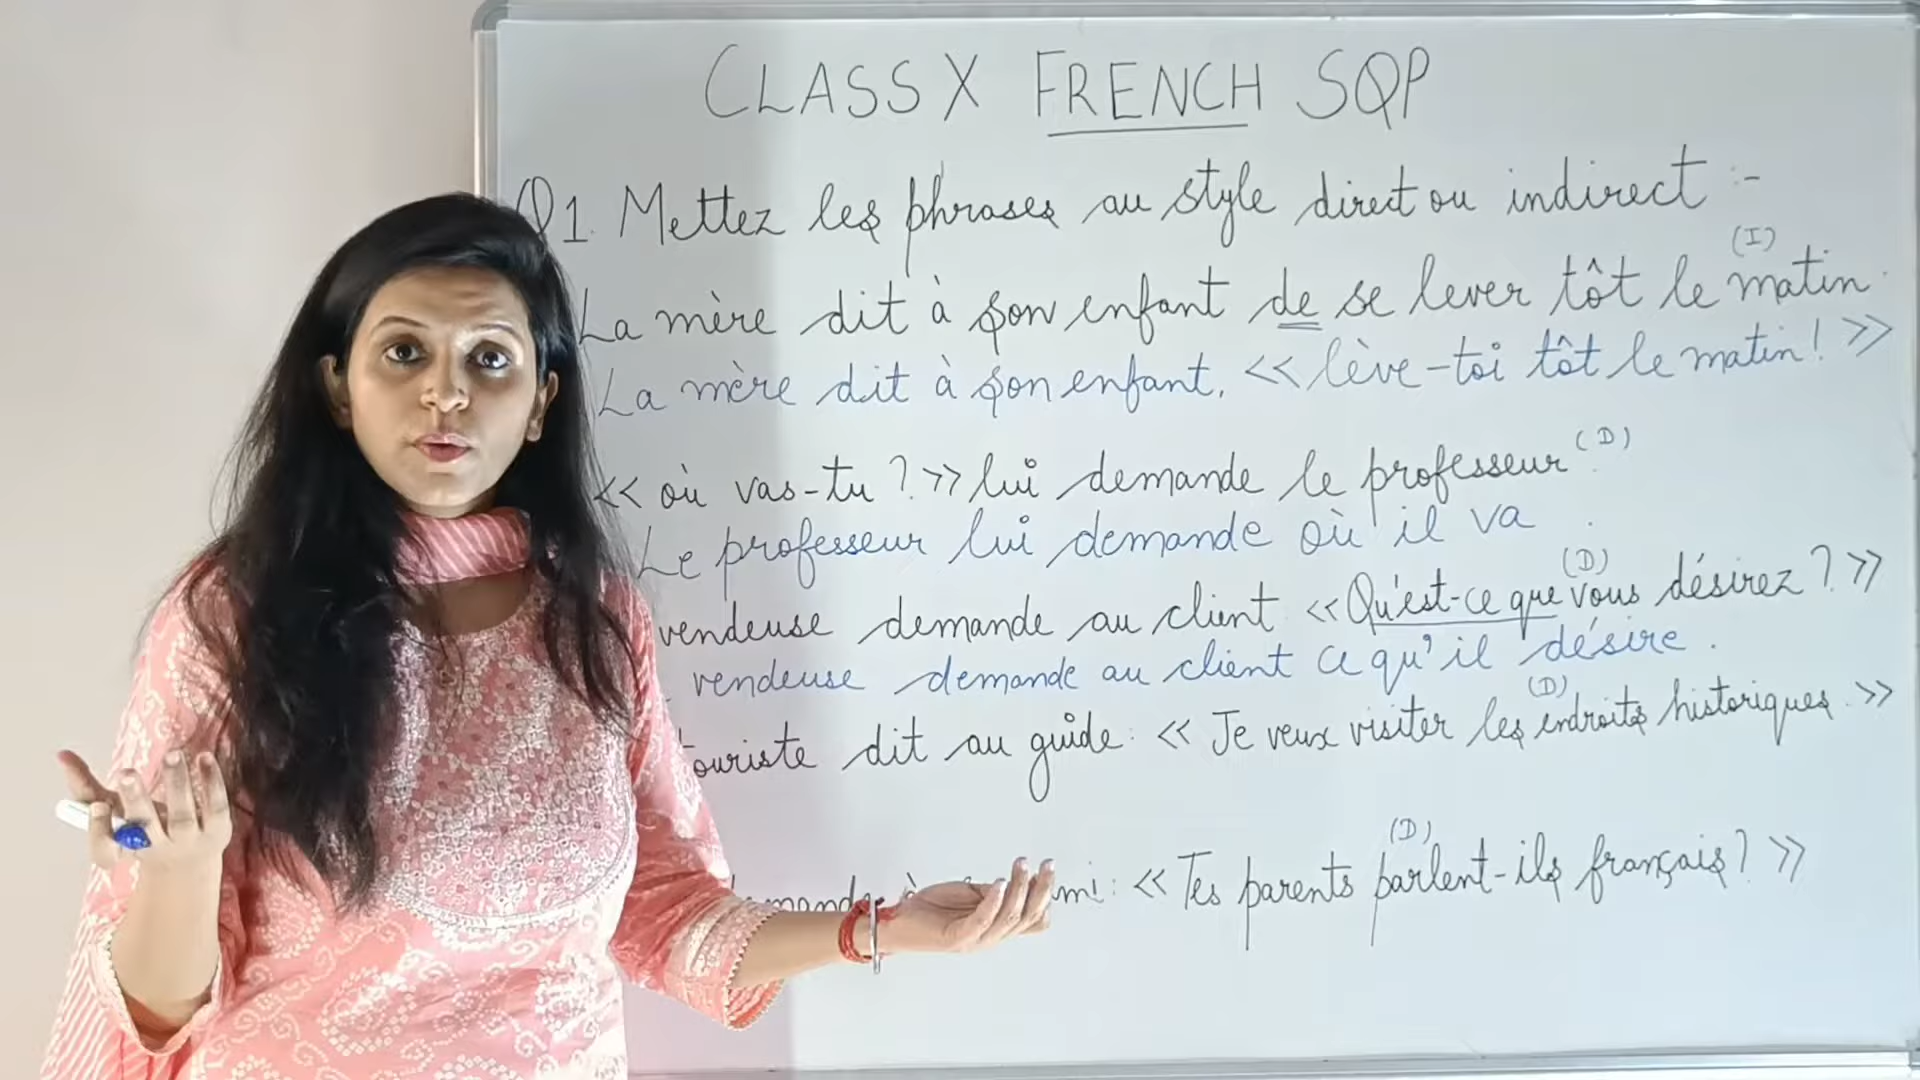 CLASS X FRENCH SQP
Q1. Mettez les phrases au style direct ou indirect :-
(I)
La mère dit à son enfant de se lever tôt le matin.
La mère dit à son enfant, << lève-toi tôt le matin! >>
(D)
<< où vas-tu ? >> lui demande le professeur.
Le professeur lui demande où il va .
(D)
vendeuse demande au client << Qu'est-ce que vous désirez ? >>
vendeuse demande au client ce qu'il désire .
(D)
touriste dit au guide : << Je veux visiter les endroits historiques. >>
(D)
à : << Tes parents parlent-ils français? >>